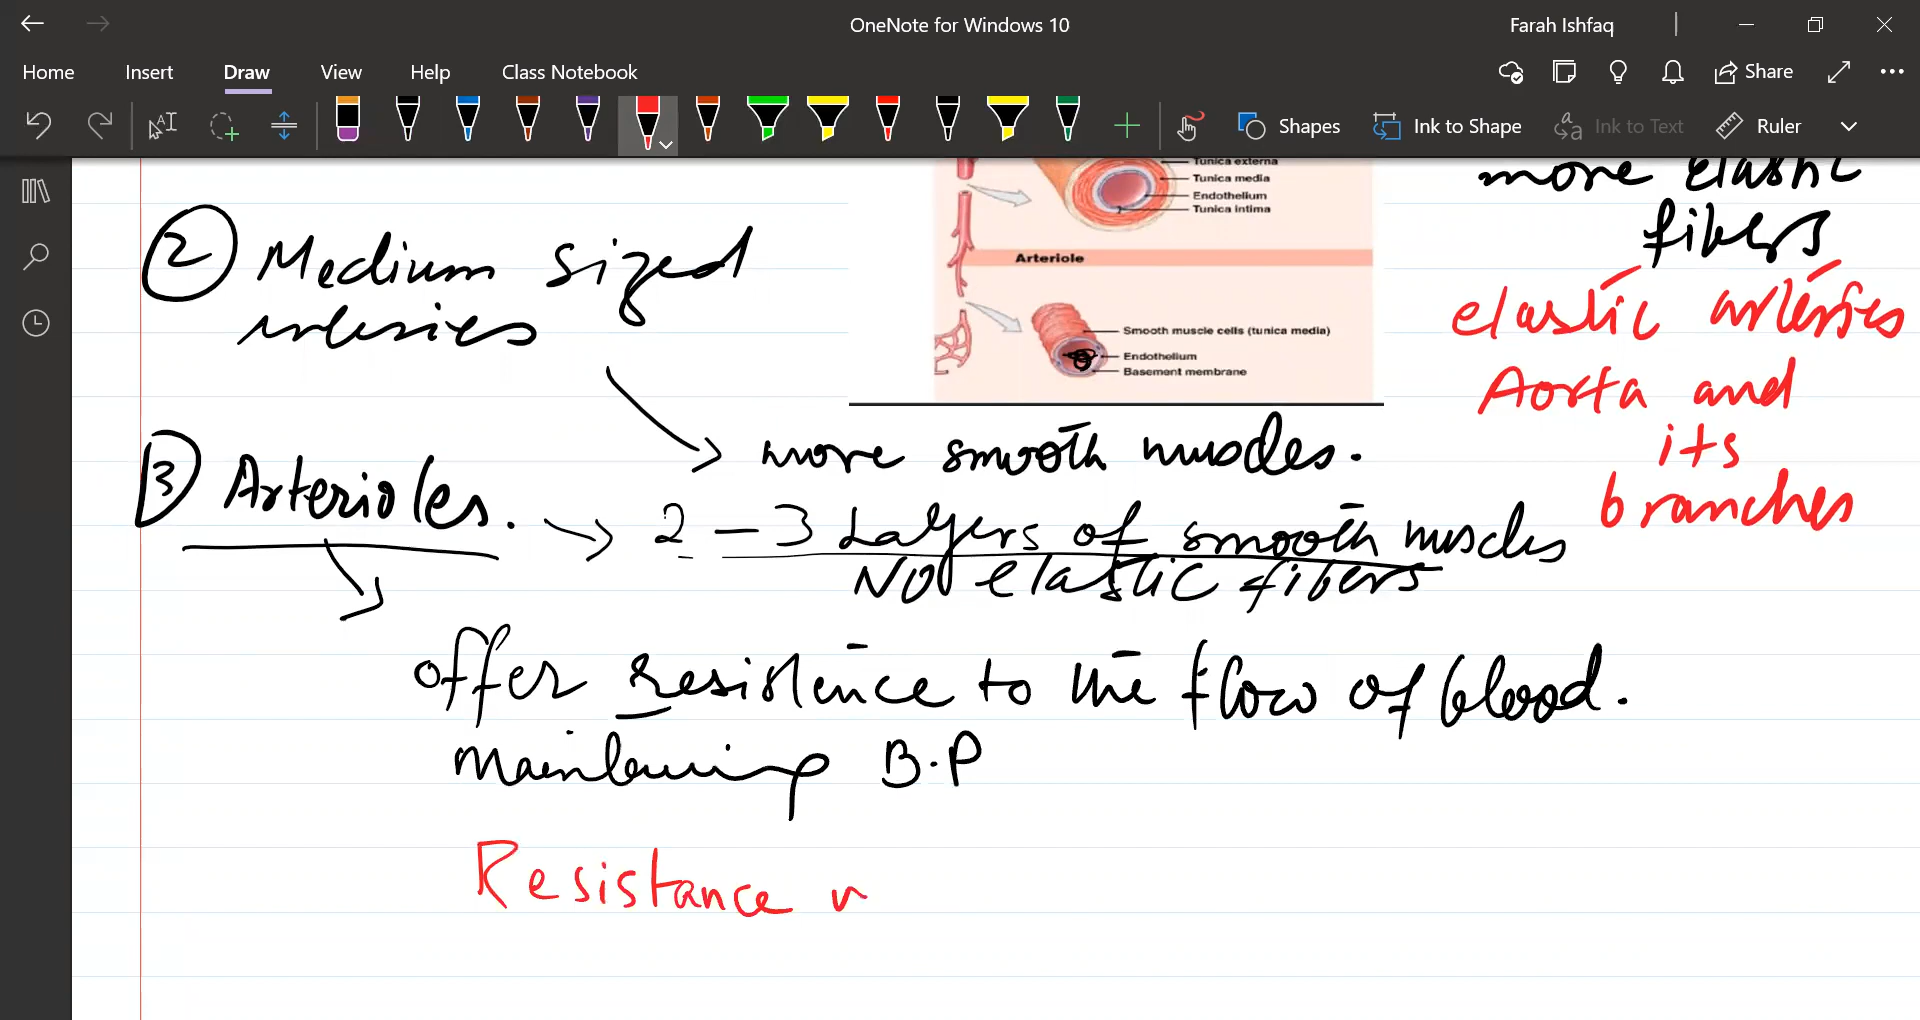 OneNote for Windows 10
Farah Ishfaq
Home Insert Draw View Help Class Notebook
Share
Shapes Ink to Shape Ink to Text Ruler
Tunica externa
Tunica media
Endothelium
Tunica intima
Arteriole
Smooth muscle cells (tunica media)
Endothelium
Basement membrane
more elastic
fibers
elastic arteries
Aorta and
its
branches
2 Medium sized
arteries
more smooth muscles.
3 Arterioles.
2 - 3 Layers of smooth muscles
NO elastic fibers
offer resistence to the flow of blood.
Maintaining B.P
Resistance